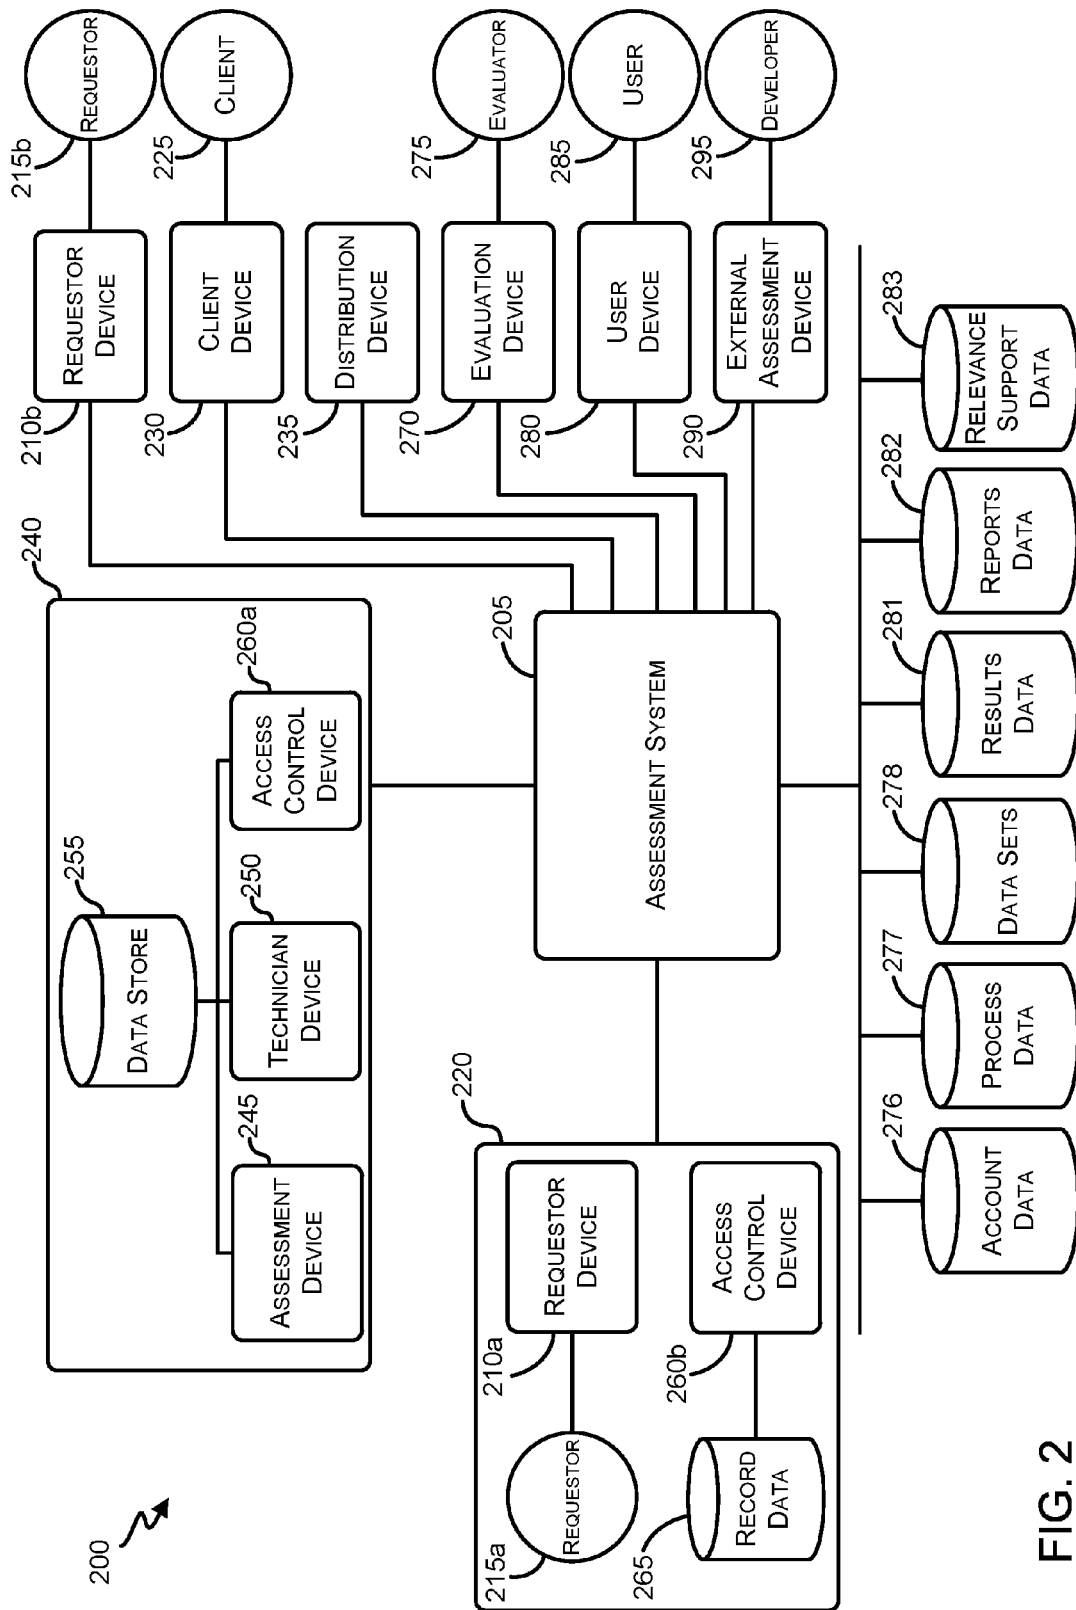 200
240
255
DATA STORE
245
ASSESSMENT
DEVICE
250
TECHNICIAN
DEVICE
260a
ACCESS
CONTROL
DEVICE
210b
REQUESTOR
DEVICE
215b
REQUESTOR
230
CLIENT
DEVICE
225
CLIENT
235
DISTRIBUTION
DEVICE
270
EVALUATION
DEVICE
275
EVALUATOR
280
USER
DEVICE
285
USER
290
EXTERNAL
ASSESSMENT
DEVICE
295
DEVELOPER
205
ASSESSMENT SYSTEM
220
215a
REQUESTOR
210a
REQUESTOR
DEVICE
265
RECORD
DATA
260b
ACCESS
CONTROL
DEVICE
276
ACCOUNT
DATA
277
PROCESS
DATA
278
DATA SETS
281
RESULTS
DATA
282
REPORTS
DATA
283
RELEVANCE
SUPPORT
DATA
FIG. 2